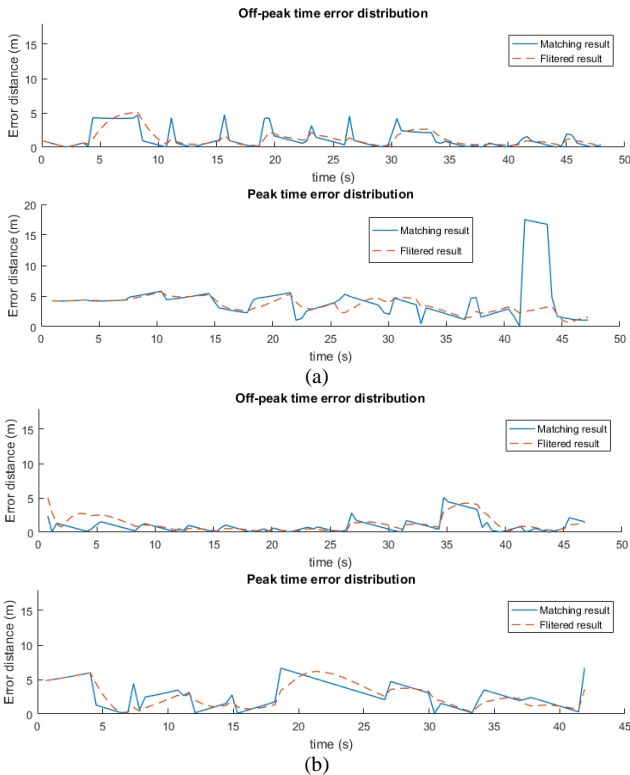 Off-peak time error distribution
Error distance (m)
15
10
5
0
0 5 10 15 20 25 30 35 40 45 50
time (s)
Matching result
Flitered result
Peak time error distribution
Error distance (m)
20
15
10
5
0
0 5 10 15 20 25 30 35 40 45 50
time (s)
Matching result
Flitered result
(a)
Off-peak time error distribution
Error distance (m)
15
10
5
0
0 5 10 15 20 25 30 35 40 45 50
time (s)
Matching result
Flitered result
Peak time error distribution
Error distance (m)
15
10
5
0
0 5 10 15 20 25 30 35 40 45
time (s)
Matching result
Flitered result
(b)